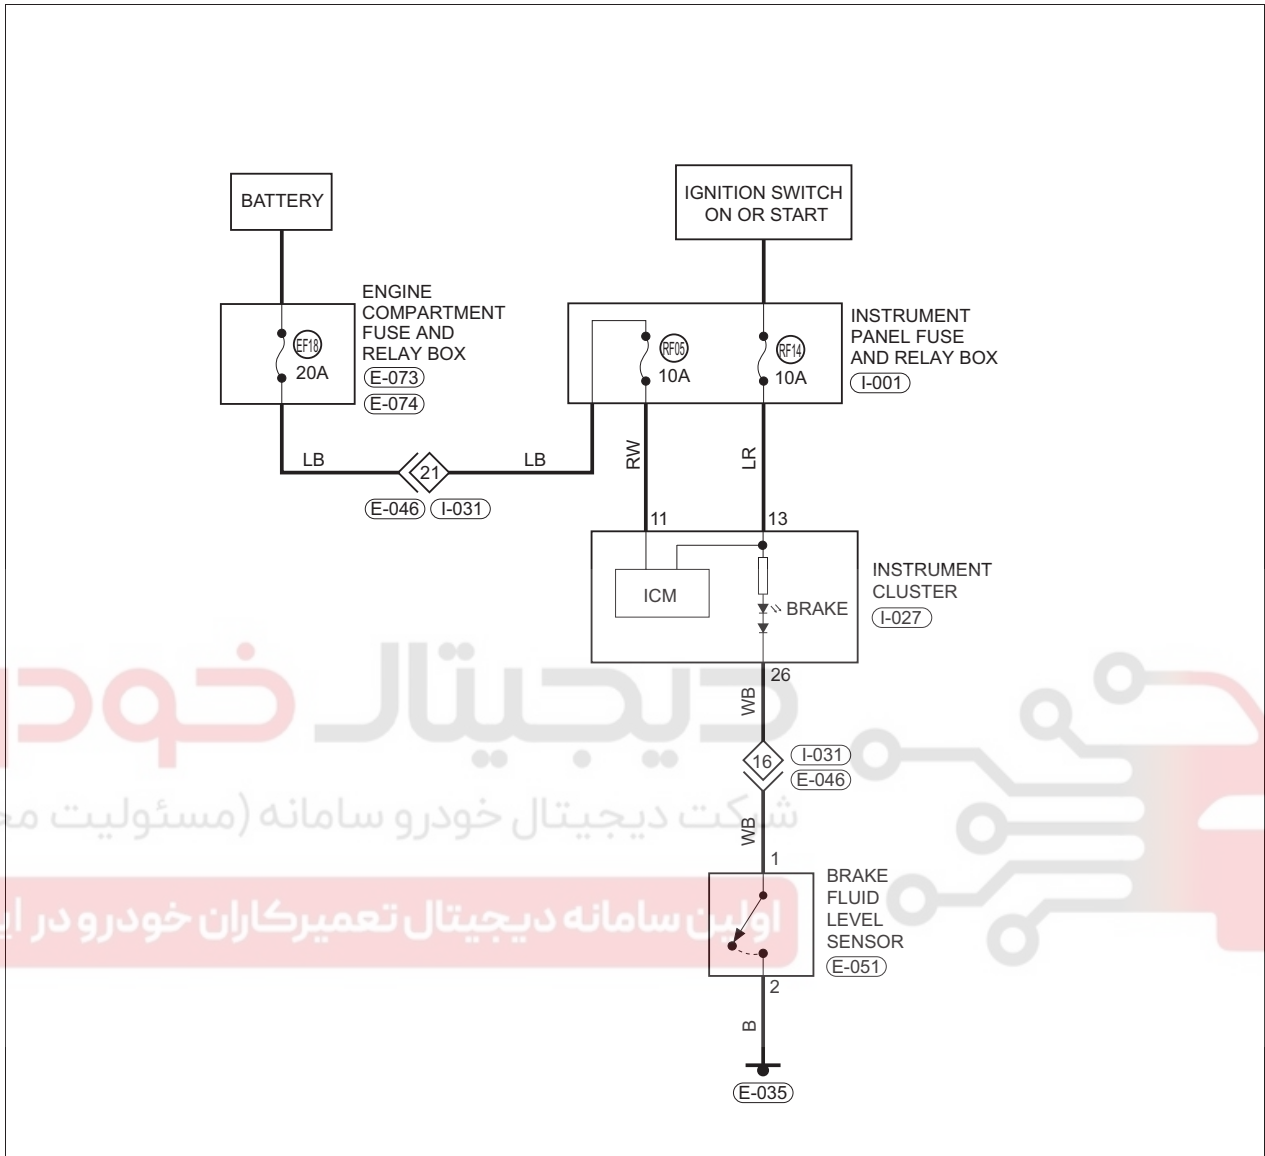 BATTERY
IGNITION SWITCH
ON OR START
ENGINE
COMPARTMENT
FUSE AND
RELAY BOX
E-073
E-074
EF18
20A
RF05
10A
RF14
10A
INSTRUMENT
PANEL FUSE
AND RELAY BOX
I-001
LB
21
LB
E-046
I-031
RW
LR
11
13
ICM
BRAKE
INSTRUMENT
CLUSTER
I-027
26
WB
16
I-031
E-046
WB
1
BRAKE
FLUID
LEVEL
SENSOR
E-051
2
B
E-035
دیجیتال خودر
شرکت دیجیتال خودرو سامانه (مسئولیت
اولین سامانه دیجیتال تعمیرکاران خودرو در